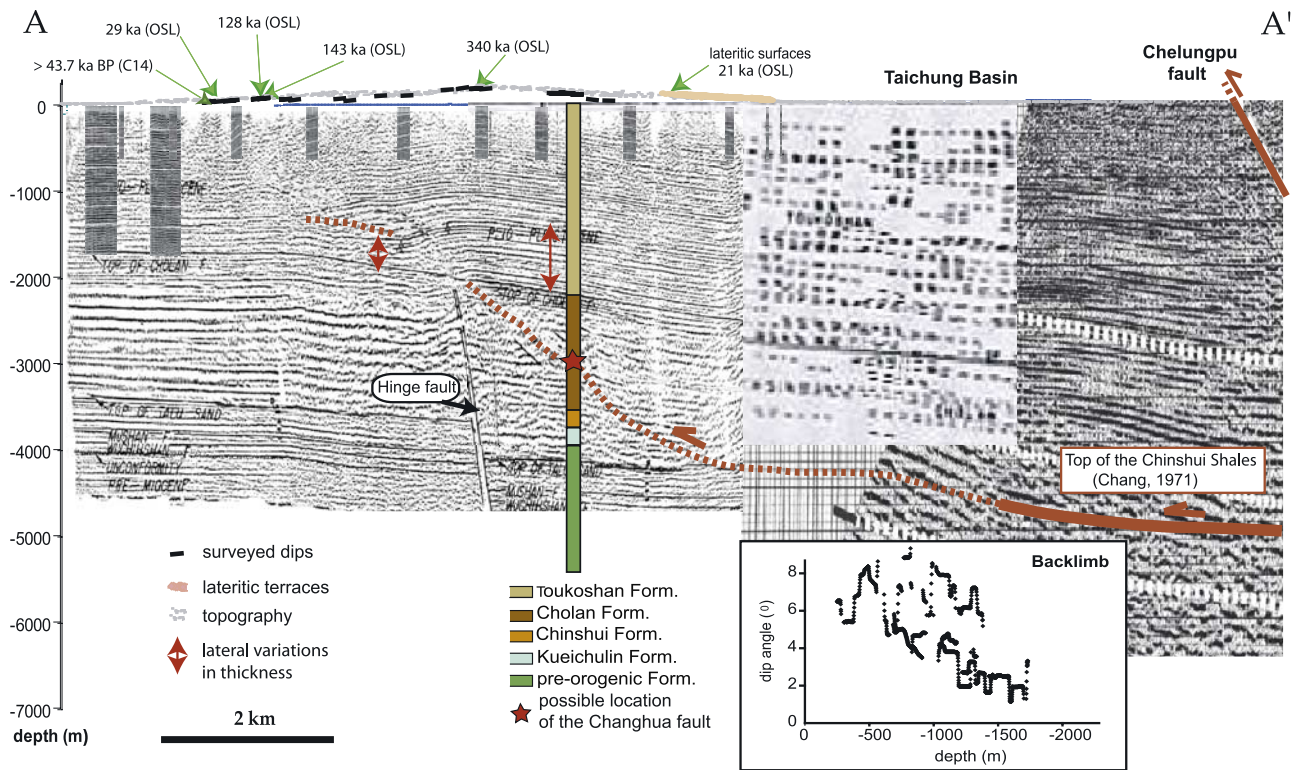 A
A'
29 ka (OSL)
128 ka (OSL)
143 ka (OSL)
> 43.7 ka BP (C14)
340 ka (OSL)
lateritic surfaces
21 ka (OSL)
Taichung Basin
Chelungpu
fault
0
-1000
-2000
-3000
-4000
-5000
-6000
-7000
depth (m)
TOP OF CHOLAN F
TOUKOSHAN
Hinge fault
TOP OF TATU SAND
UNCONFORMITY
PRE-MIOCENE
Top of the Chinshui Shales
(Chang, 1971)
surveyed dips
lateritic terraces
topography
lateral variations
in thickness
2 km
Toukoshan Form.
Cholan Form.
Chinshui Form.
Kueichulin Form.
pre-orogenic Form.
possible location
of the Changhua fault
Backlimb
dip angle (0)
8
6
4
2
0
0
-500
-1000
-1500
-2000
depth (m)